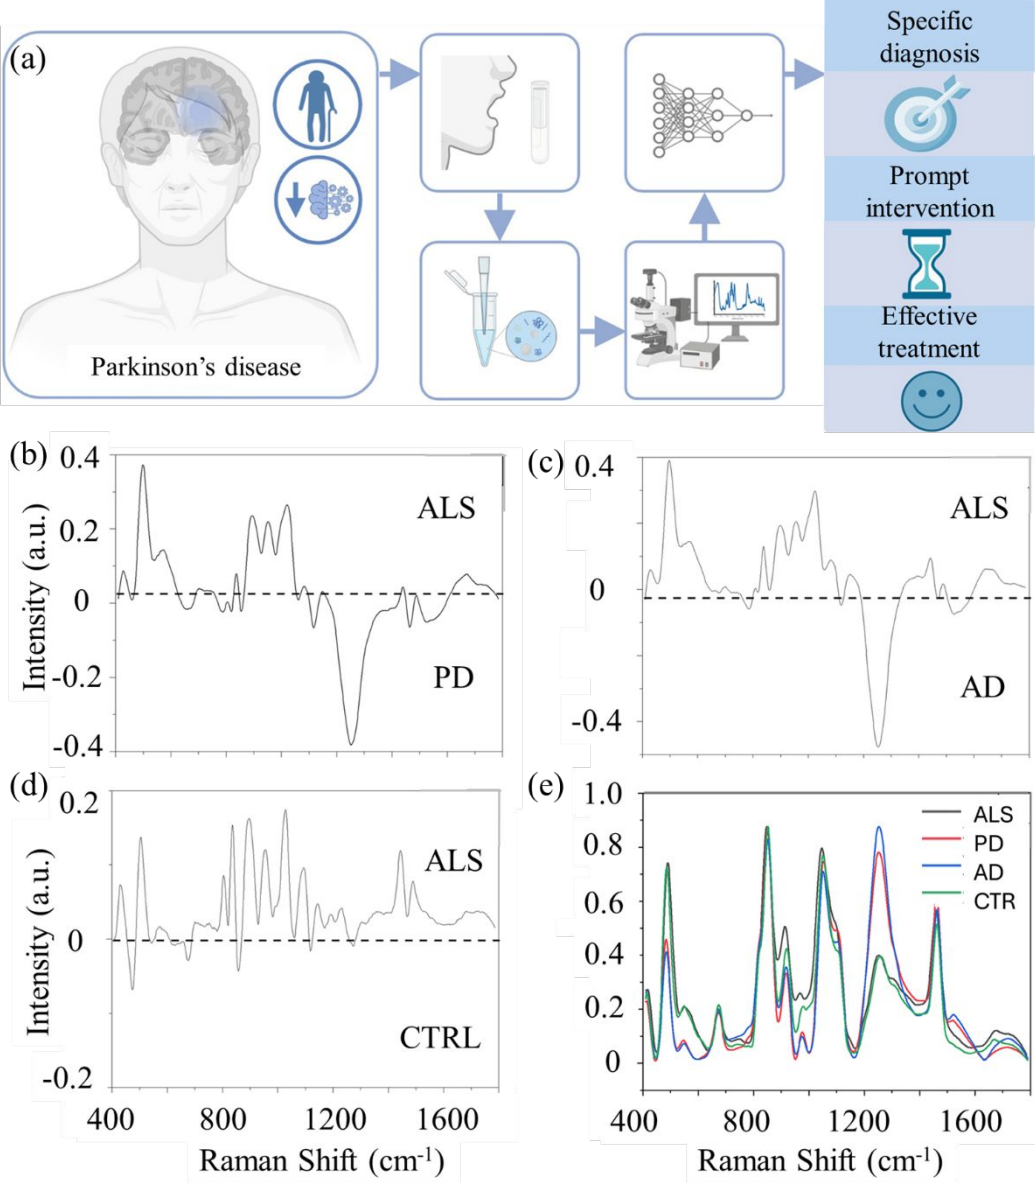 (a)
Parkinson's disease
Specific
diagnosis
Prompt
intervention
Effective
treatment
(b)
0.4
0.2
0
-0.2
-0.4
Intensity (a.u.)
ALS
PD
(c)
0.4
0
-0.4
ALS
AD
(d)
0.2
0
-0.2
Intensity (a.u.)
ALS
CTRL
400 800 1200 1600
Raman Shift (cm-1)
(e)
1.0
0.8
0.6
0.4
0.2
0
ALS
PD
AD
CTR
400 800 1200 1600
Raman Shift (cm-1)